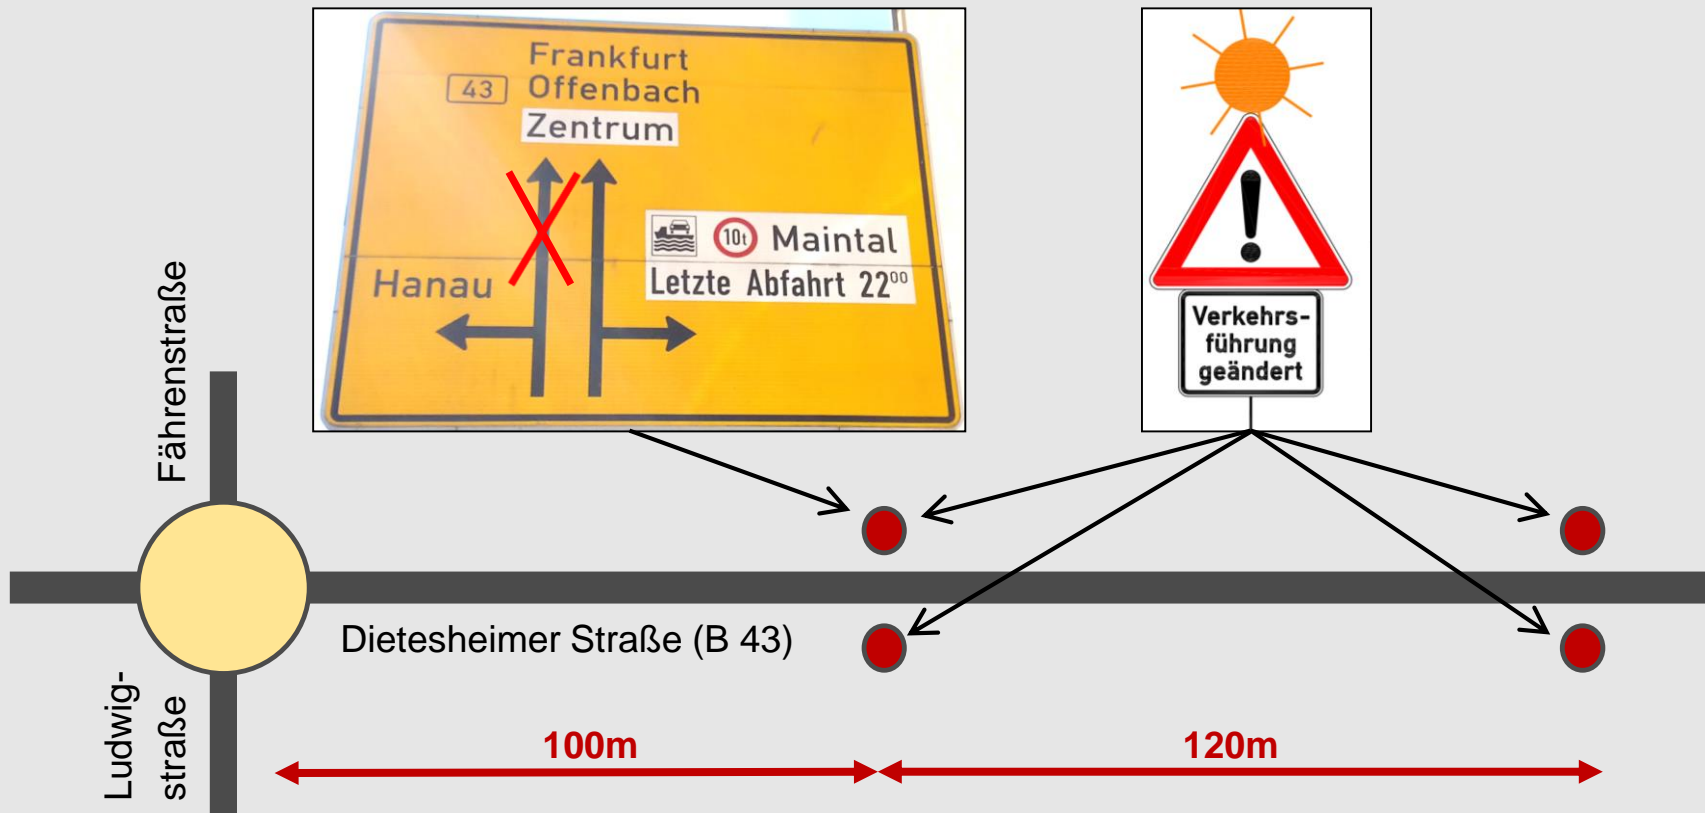 Frankfurt
43 Offenbach
Zentrum
10t Maintal
Letzte Abfahrt 22⁰⁰
Hanau
Verkehrs-
führung
geändert
Fährenstraße
Dietesheimer Straße (B 43)
Ludwig-
straße
100m
120m